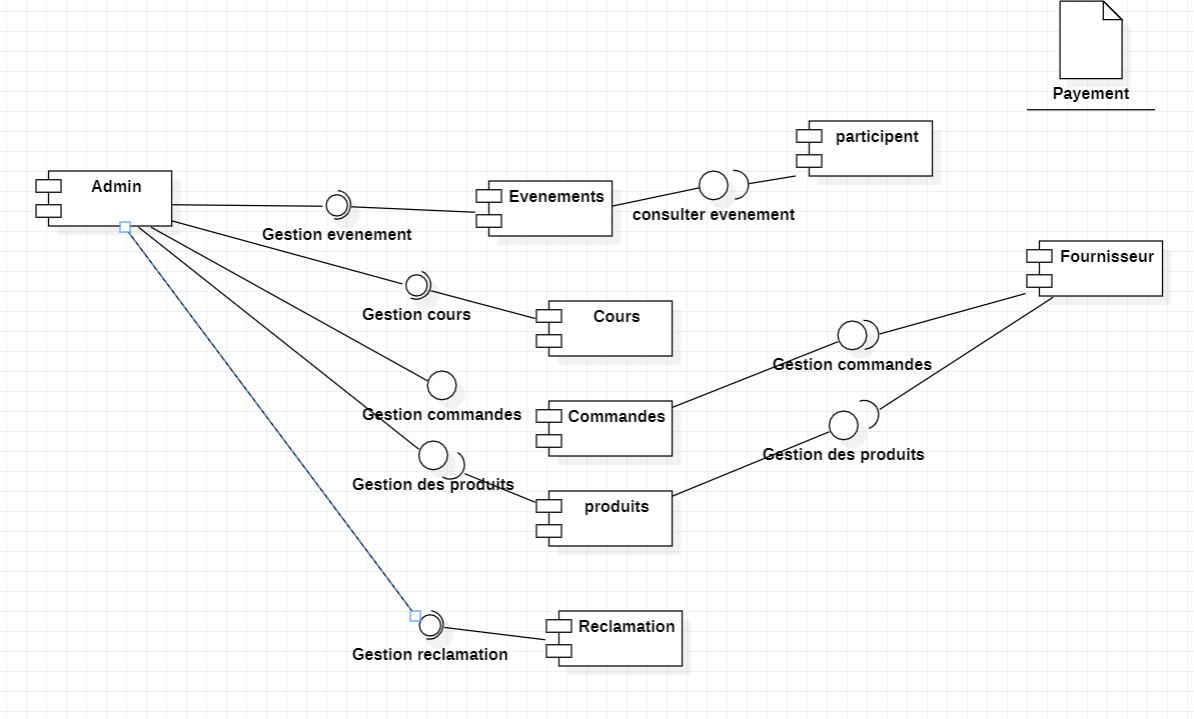 Payement
participent
Admin
Evenements
consulter evenement
Gestion evenement
Fournisseur
Gestion cours
Cours
Gestion commandes
Gestion commandes
Commandes
Gestion des produits
Gestion des produits
produits
Reclamation
Gestion reclamation